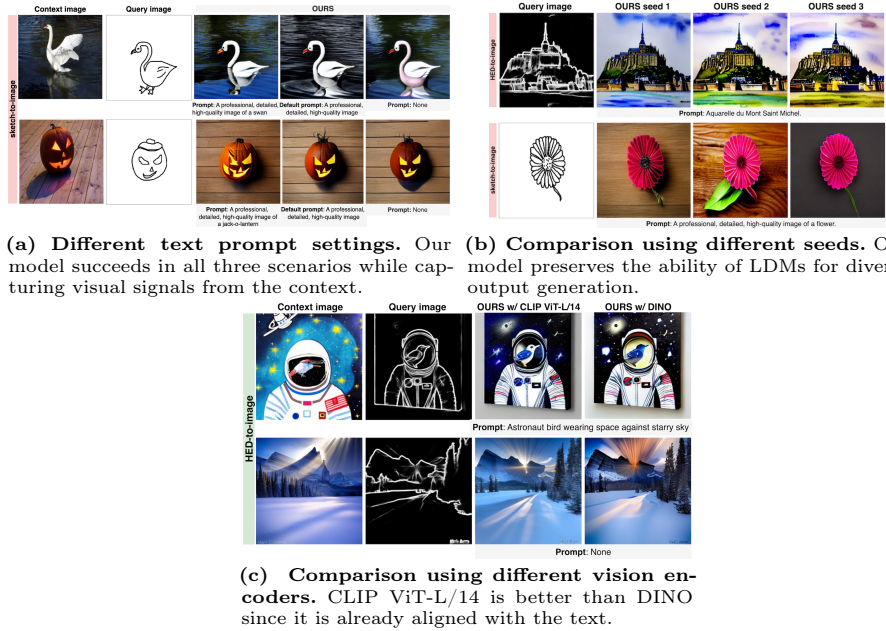 Context image Query image OURS
sketch-to-image
Prompt: A professional, detailed, high-quality image of a swan
Default prompt: A professional, detailed, high-quality image
Prompt: None
Prompt: A professional, detailed, high-quality image of a jack-o-lantern
Default prompt: A professional, detailed, high-quality image
Prompt: None
(a) Different text prompt settings. Our
model succeeds in all three scenarios while cap-
turing visual signals from the context.
Query image OURS seed 1 OURS seed 2 OURS seed 3
HED-to-image
Prompt: Aquarelle du Mont Saint Michel.
sketch-to-image
Prompt: A professional, detailed, high-quality image of a flower.
(b) Comparison using different seeds.
model preserves the ability of LDMs for
output generation.
Context image Query image OURS w/ CLIP ViT-L/14 OURS w/ DINO
HED-to-image
Prompt: Astronaut bird wearing space against starry sky
Prompt: None
(c) Comparison using different vision en-
coders. CLIP ViT-L/14 is better than DINO
since it is already aligned with the text.